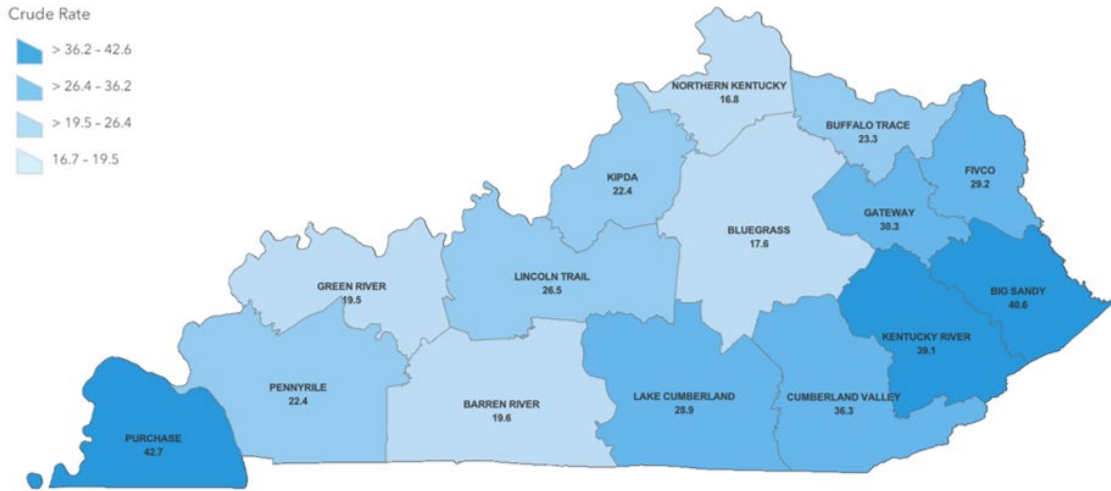 Crude Rate
> 36.2 - 42.6
> 26.4 - 36.2
> 19.5 - 26.4
16.7 - 19.5
NORTHERN KENTUCKY
16.8
BUFFALO TRACE
23.3
FIVCO
29.2
KIPDA
22.4
GATEWAY
30.3
BLUEGRASS
17.6
LINCOLN TRAIL
26.5
GREEN RIVER
19.5
BIG SANDY
40.6
KENTUCKY RIVER
39.1
PENNYRILE
22.4
BARREN RIVER
19.6
LAKE CUMBERLAND
28.9
CUMBERLAND VALLEY
36.3
PURCHASE
42.7